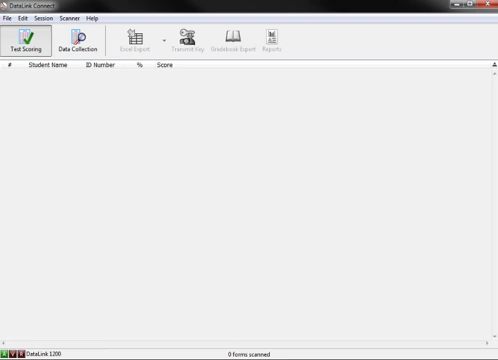 DataLink Connect
File Edit Session Scanner Help
Test Scoring Data Collection Excel Export Transmit Key Gradebook Export Reports
# Student Name ID Number % Score
DataLink 1200 0 forms scanned